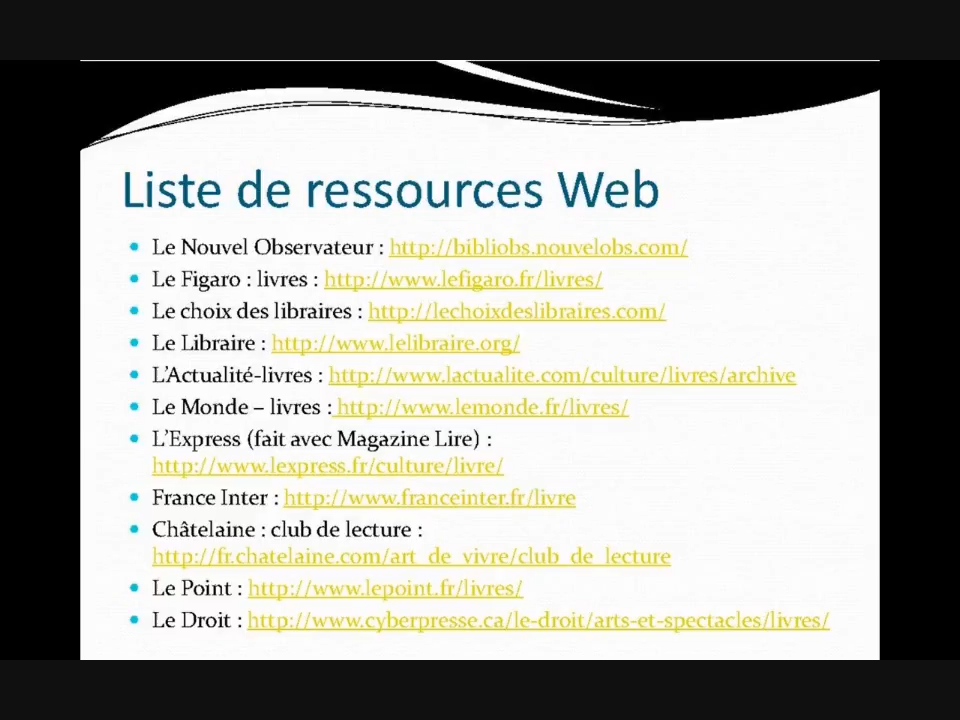 Liste de ressources Web
Le Nouvel Observateur : http://bibliobs.nouvelobs.com/
Le Figaro : livres : http://www.lefigaro.fr/livres/
Le choix des libraires : http://lechoixdeslibraires.com/
Le Libraire : http://www.lelibraire.org/
L’Actualité-livres : http://www.lactualite.com/culture/livres/archive
Le Monde – livres : http://www.lemonde.fr/livres/
L’Express (fait avec Magazine Lire) :
http://www.lexpress.fr/culture/livre/
France Inter : http://www.franceinter.fr/livre
Châtelaine : club de lecture :
http://fr.chatelaine.com/art_de_vivre/club_de_lecture
Le Point : http://www.lepoint.fr/livres/
Le Droit : http://www.cyberpresse.ca/le-droit/arts-et-spectacles/livres/